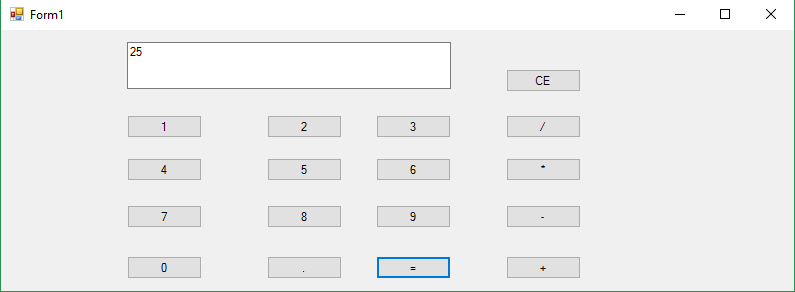 Form1
25
CE
1 2 3 /
4 5 6 *
7 8 9 -
0 . = +